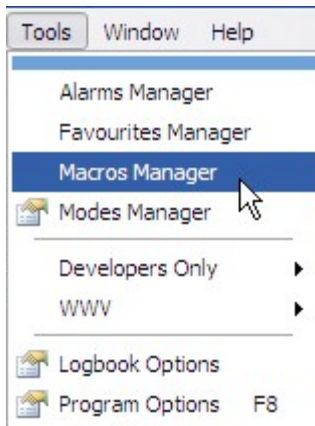 Tools Window Help
Alarms Manager
Favourites Manager
Macros Manager
Modes Manager
Developers Only
WWV
Logbook Options
Program Options F8